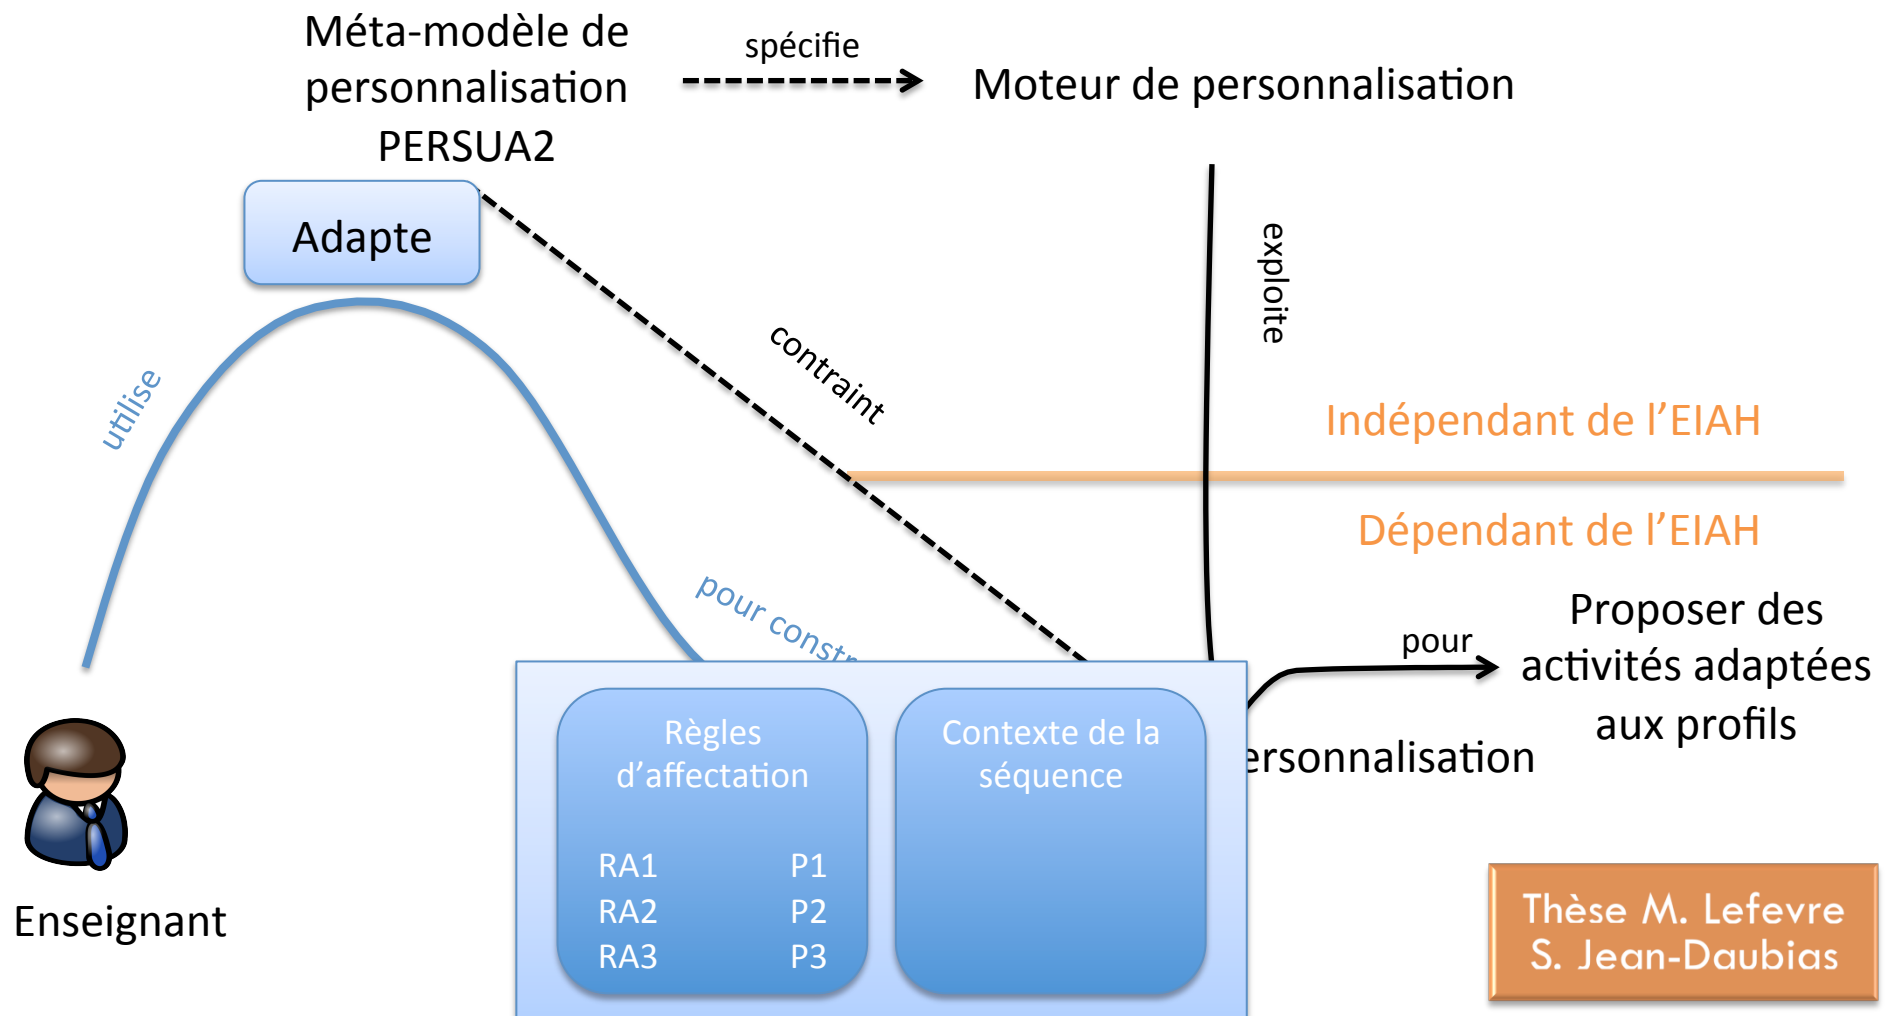 Méta-modèle de
personnalisation
PERSUA2
spécifie
Moteur de personnalisation
Adapte
exploite
contraint
utilise
Indépendant de l’EIAH
Dépendant de l’EIAH
pour constr
pour
Proposer des
activités adaptées
aux profils
ersonnalisation
Règles
d’affectation
RA1 P1
RA2 P2
RA3 P3
Contexte de la
séquence
Enseignant
Thèse M. Lefevre
S. Jean-Daubias